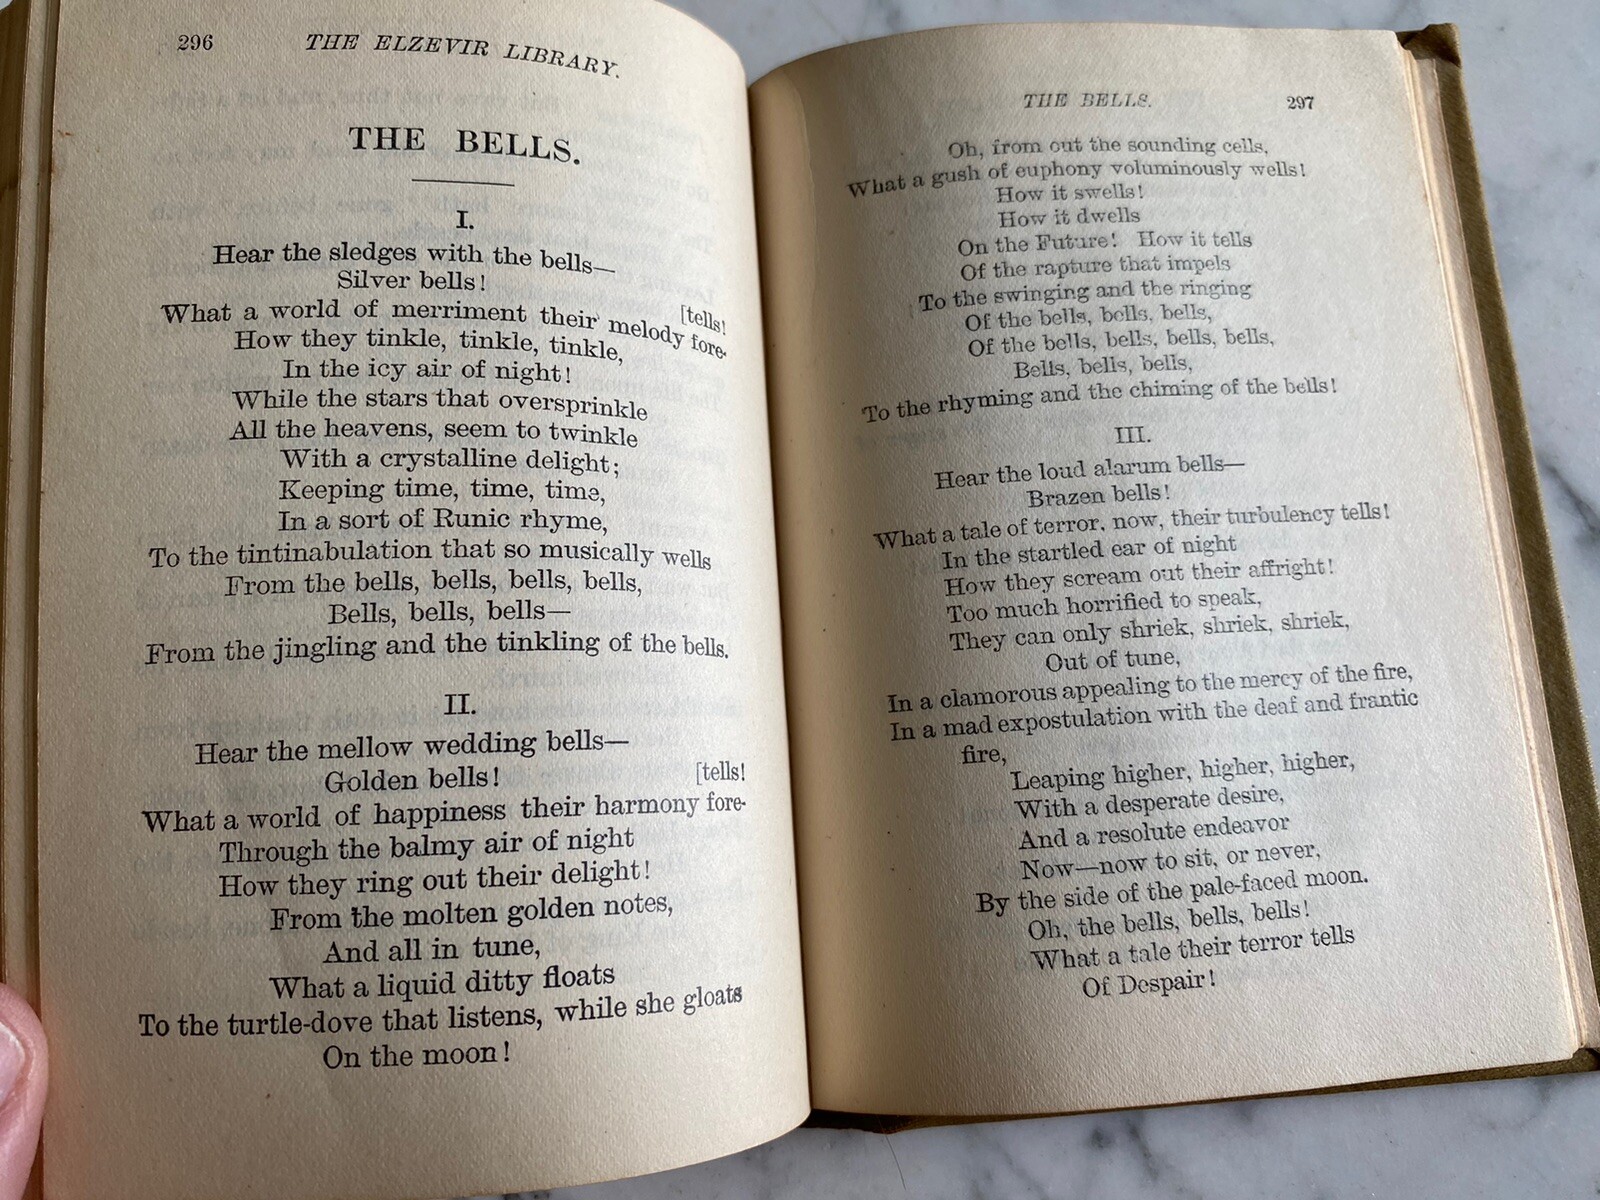 296
THE ELZEVIR LIBRARY.
THE BELLS.
I.
Hear the sledges with the bells—
Silver bells!
[tells!
What a world of merriment their melody fore-
How they tinkle, tinkle, tinkle,
In the icy air of night!
While the stars that oversprinkle
All the heavens, seem to twinkle
With a crystalline delight;
Keeping time, time, time,
In a sort of Runic rhyme,
To the tintinabulation that so musically wells
From the bells, bells, bells, bells,
Bells, bells, bells—
From the jingling and the tinkling of the bells.
II.
Hear the mellow wedding bells—
Golden bells!
[tells!
What a world of happiness their harmony fore-
Through the balmy air of night
How they ring out their delight!
From the molten golden notes,
And all in tune,
What a liquid ditty floats
To the turtle-dove that listens, while she gloats
On the moon!
THE BELLS.
297
Oh, from out the sounding cells,
What a gush of euphony voluminously wells!
How it swells!
How it dwells
On the Future! How it tells
Of the rapture that impels
To the swinging and the ringing
Of the bells, bells, bells,
Of the bells, bells, bells, bells,
Bells, bells, bells,
To the rhyming and the chiming of the bells!
III.
Hear the loud alarum bells—
Brazen bells!
What a tale of terror, now, their turbulency tells!
In the startled ear of night
How they scream out their affright!
Too much horrified to speak,
They can only shriek, shriek, shriek,
Out of tune,
In a clamorous appealing to the mercy of the fire,
In a mad expostulation with the deaf and frantic
fire,
Leaping higher, higher, higher,
With a desperate desire,
And a resolute endeavor
Now—now to sit, or never,
By the side of the pale-faced moon.
Oh, the bells, bells, bells!
What a tale their terror tells
Of Despair!